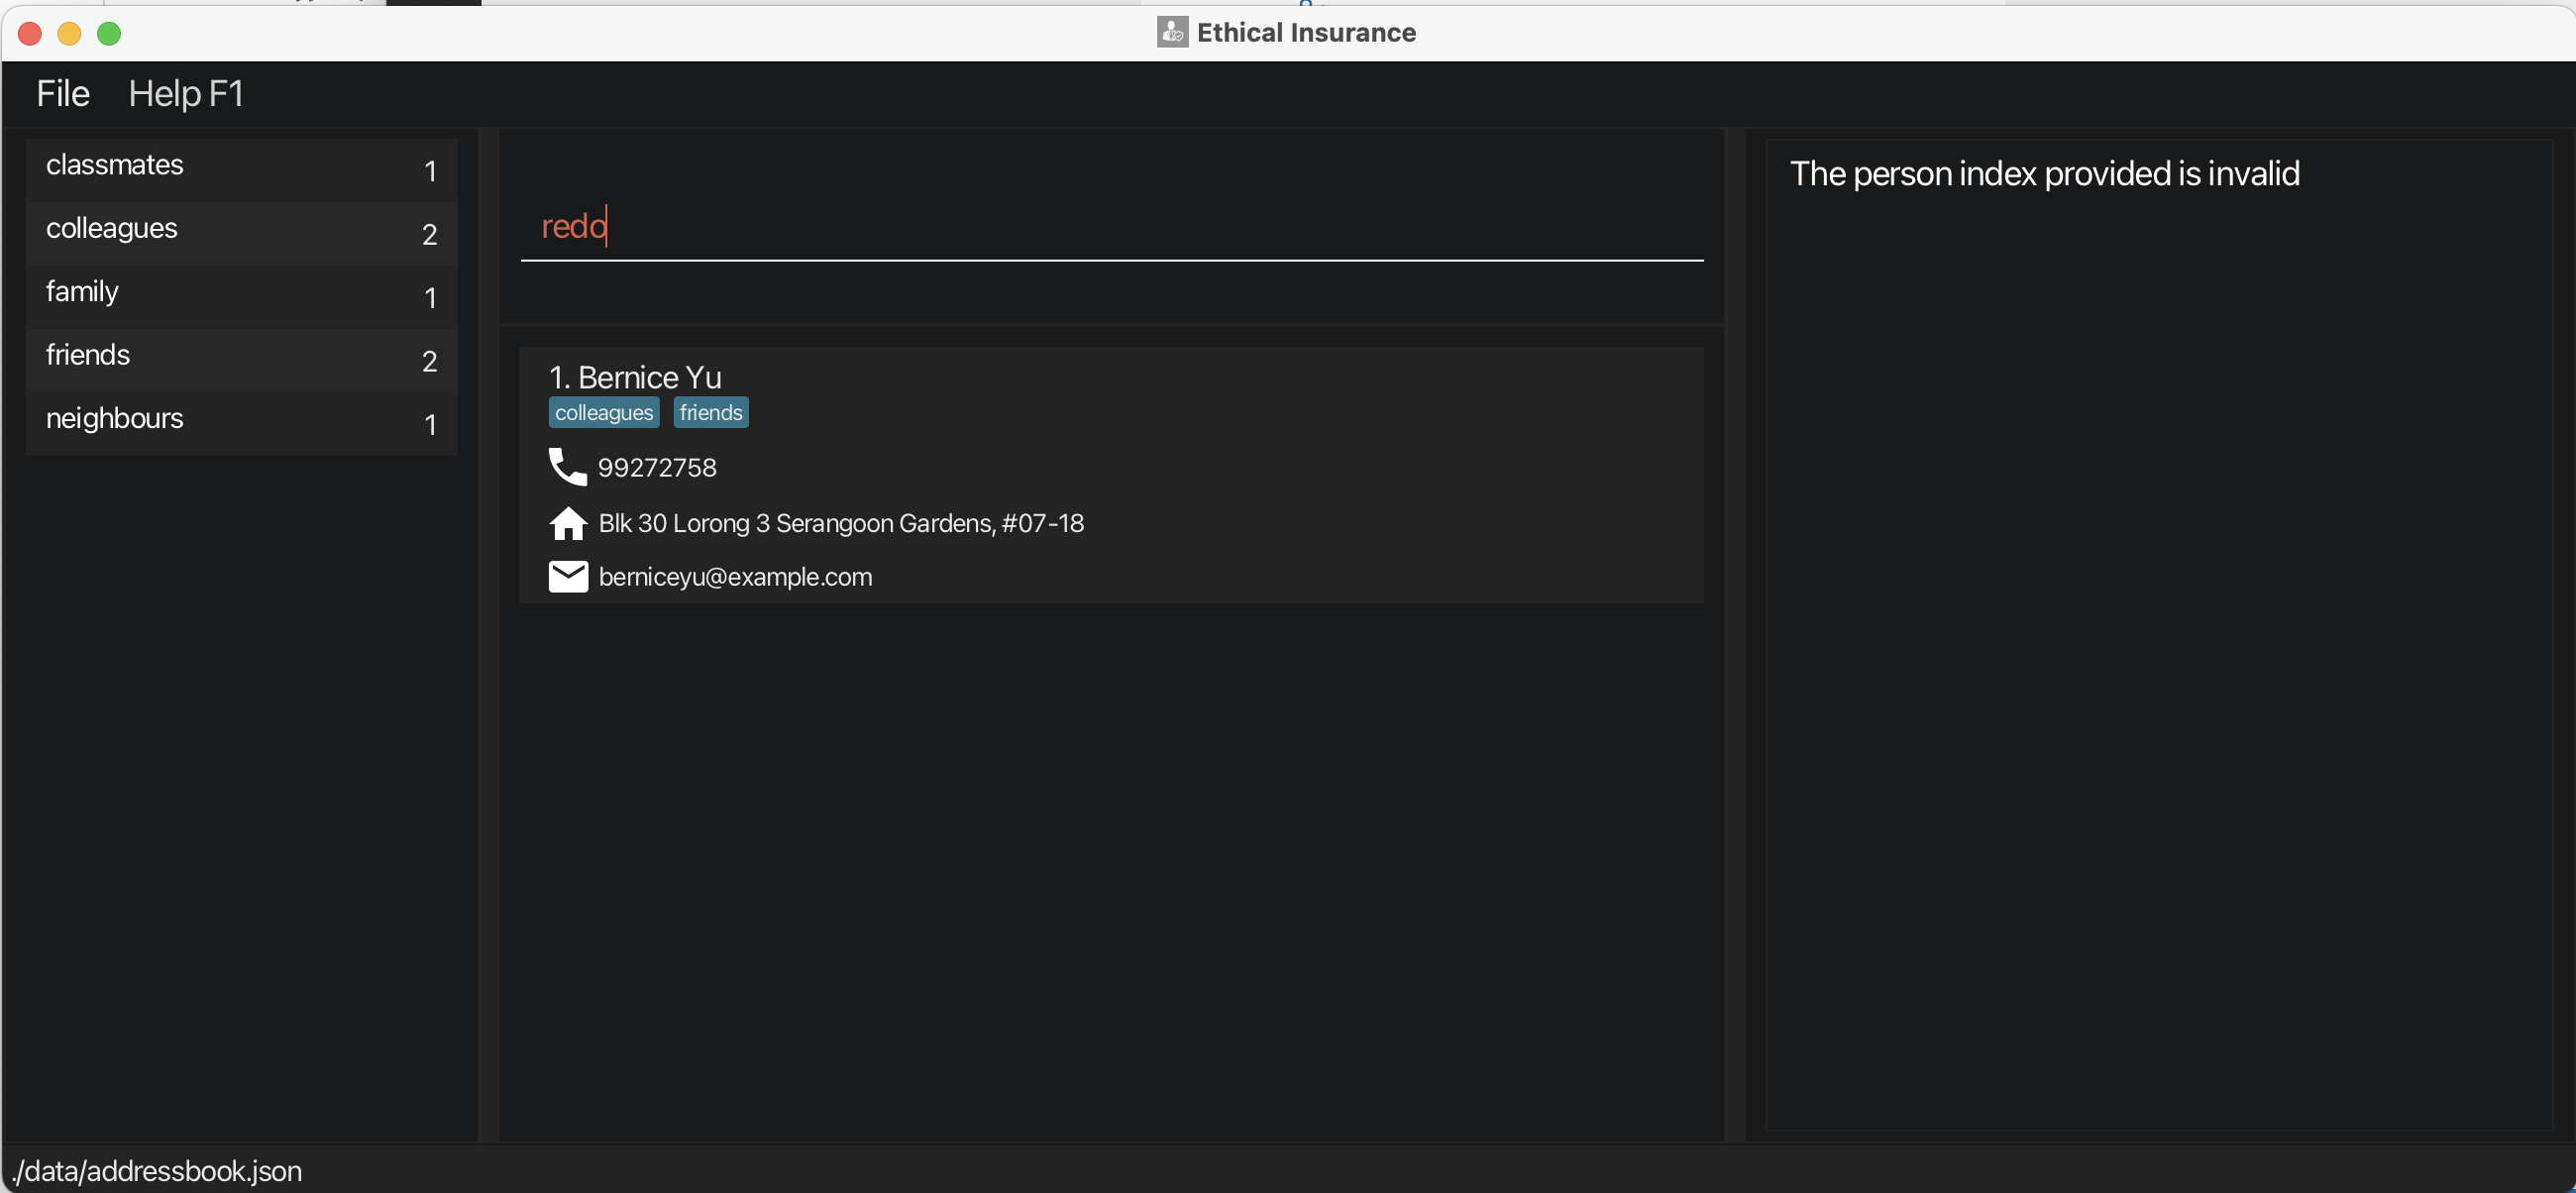 Ethical Insurance
File Help F1
classmates 1
colleagues 2
family 1
friends 2
neighbours 1
redo
1. Bernice Yu
colleagues friends
99272758
Blk 30 Lorong 3 Serangoon Gardens, #07-18
berniceyu@example.com
The person index provided is invalid
./data/addressbook.json